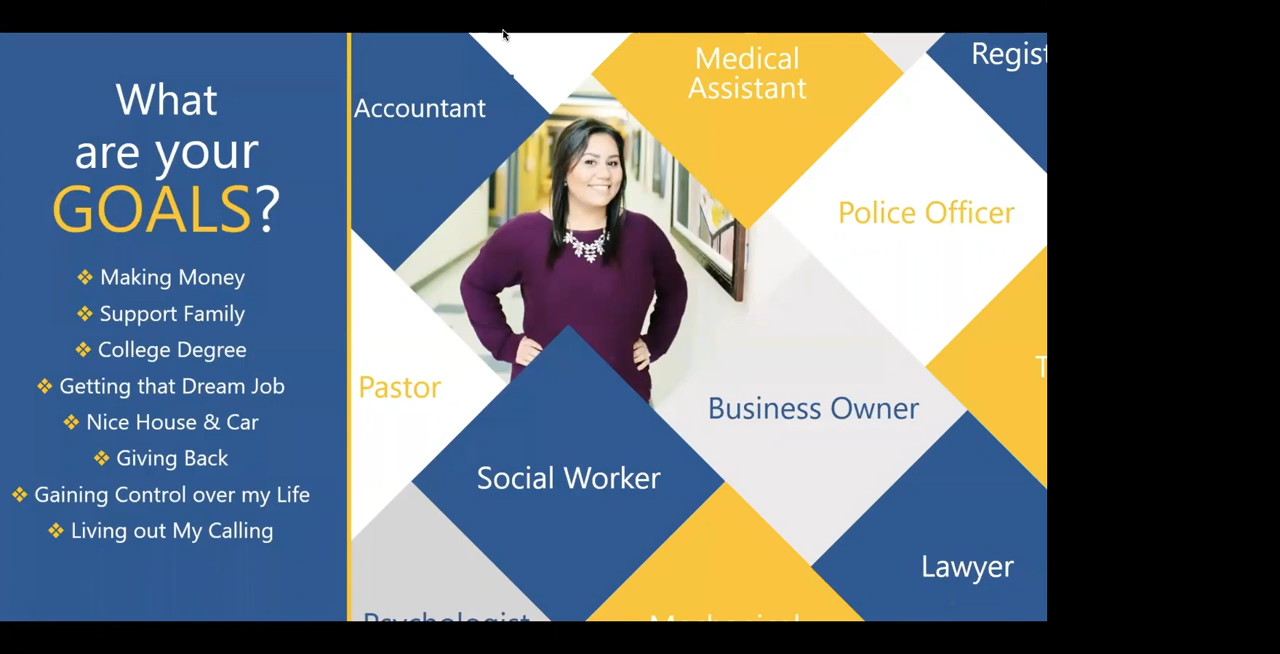 What
are your
GOALS?
❖ Making Money
❖ Support Family
❖ College Degree
❖ Getting that Dream Job
❖ Nice House & Car
❖ Giving Back
❖ Gaining Control over my Life
❖ Living out My Calling
Accountant
Medical
Assistant
Regist
Police Officer
T
Pastor
Business Owner
Social Worker
Lawyer
Psychologist